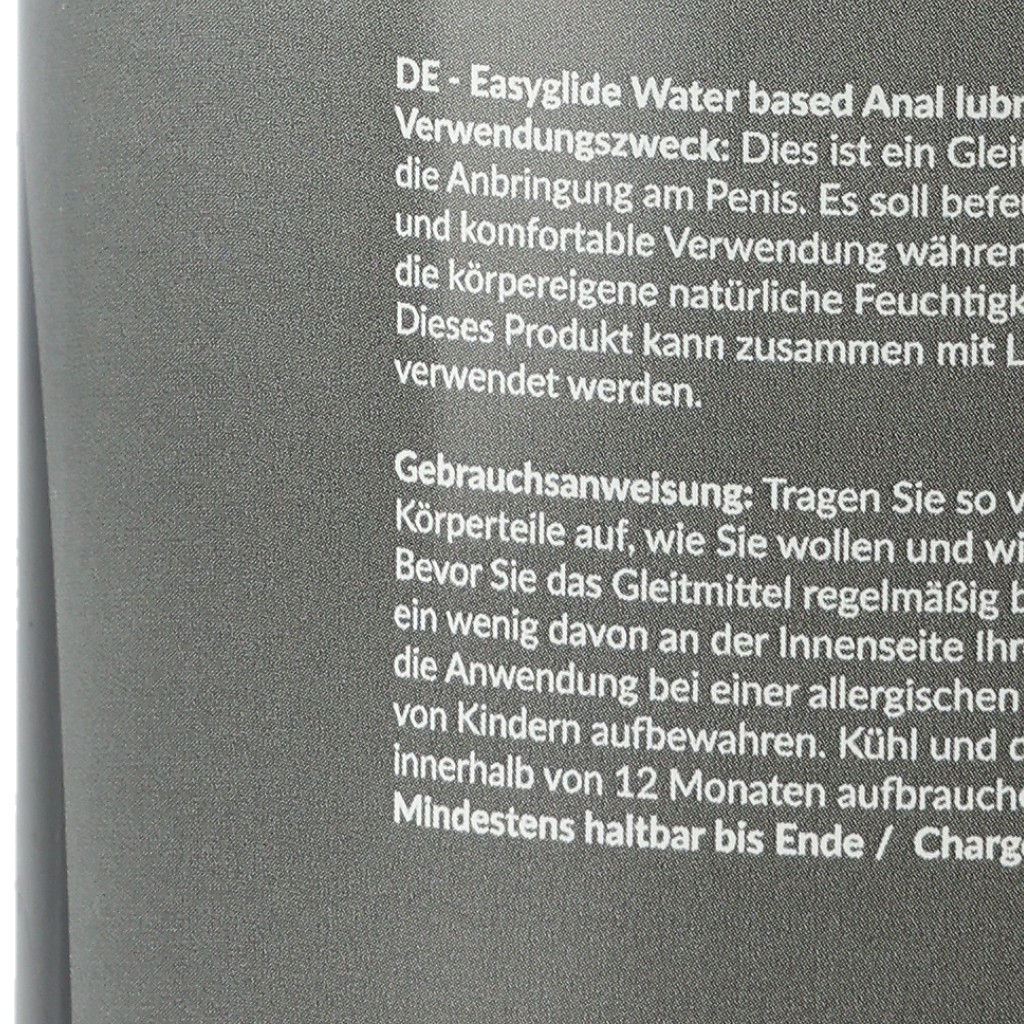 DE - Easyglide Water based Anal lubr
Verwendungszweck: Dies ist ein Gleit
die Anbringung am Penis. Es soll befe
und komfortable Verwendung währen
die körpereigene natürliche Feuchtigk
Dieses Produkt kann zusammen mit L
verwendet werden.
Gebrauchsanweisung: Tragen Sie so v
Körperteile auf, wie Sie wollen und wi
Bevor Sie das Gleitmittel regelmäßig b
ein wenig davon an der Innenseite Ihr
die Anwendung bei einer allergischen
von Kindern aufbewahren. Kühl und d
innerhalb von 12 Monaten aufbrauche
Mindestens haltbar bis Ende / Charge